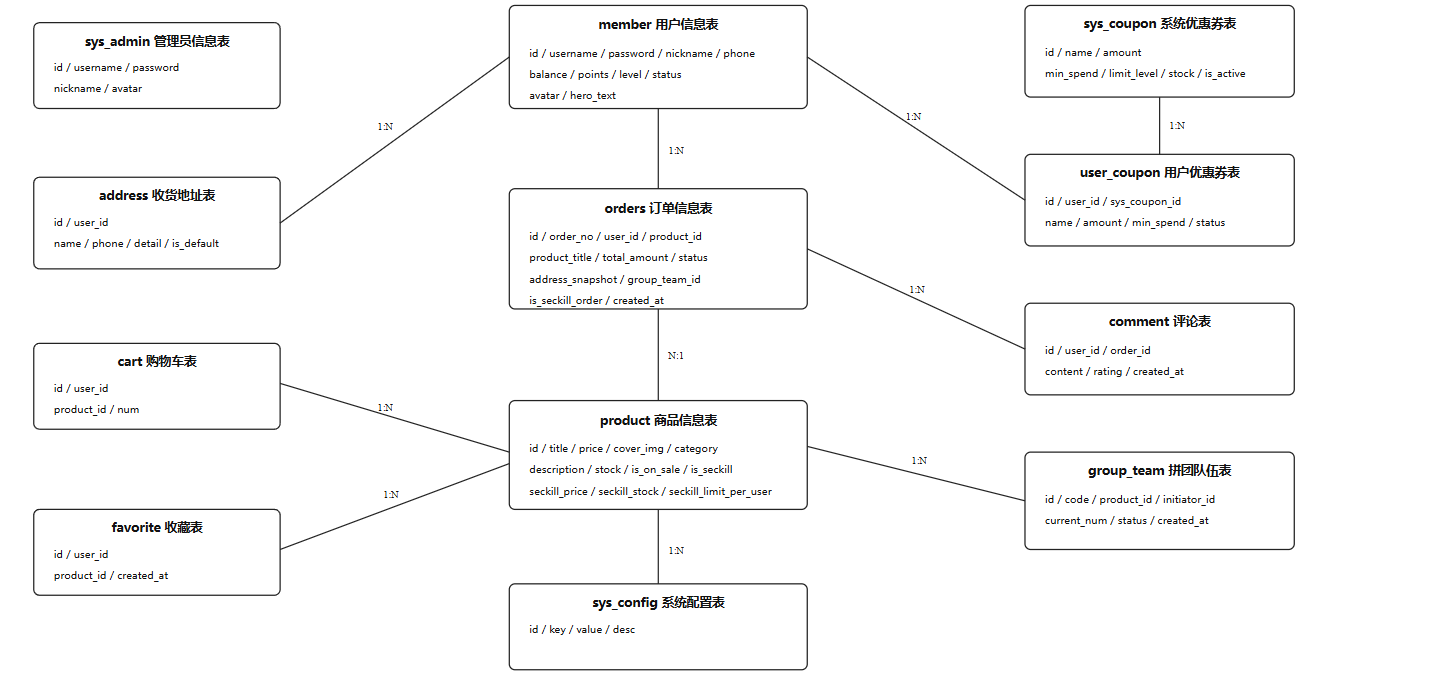 sys_admin 管理员信息表
id / username / password
nickname / avatar
member 用户信息表
id / username / password / nickname / phone
balance / points / level / status
avatar / hero_text
sys_coupon 系统优惠券表
id / name / amount
min_spend / limit_level / stock / is_active
1:N
1:N
1:N
1:N
address 收货地址表
id / user_id
name / phone / detail / is_default
orders 订单信息表
id / order_no / user_id / product_id
product_title / total_amount / status
address_snapshot / group_team_id
is_seckill_order / created_at
user_coupon 用户优惠券表
id / user_id / sys_coupon_id
name / amount / min_spend / status
1:N
comment 评论表
id / user_id / order_id
content / rating / created_at
N:1
cart 购物车表
id / user_id
product_id / num
1:N
product 商品信息表
id / title / price / cover_img / category
description / stock / is_on_sale / is_seckill
seckill_price / seckill_stock / seckill_limit_per_user
1:N
group_team 拼团队伍表
id / code / product_id / initiator_id
current_num / status / created_at
1:N
favorite 收藏表
id / user_id
product_id / created_at
1:N
sys_config 系统配置表
id / key / value / desc